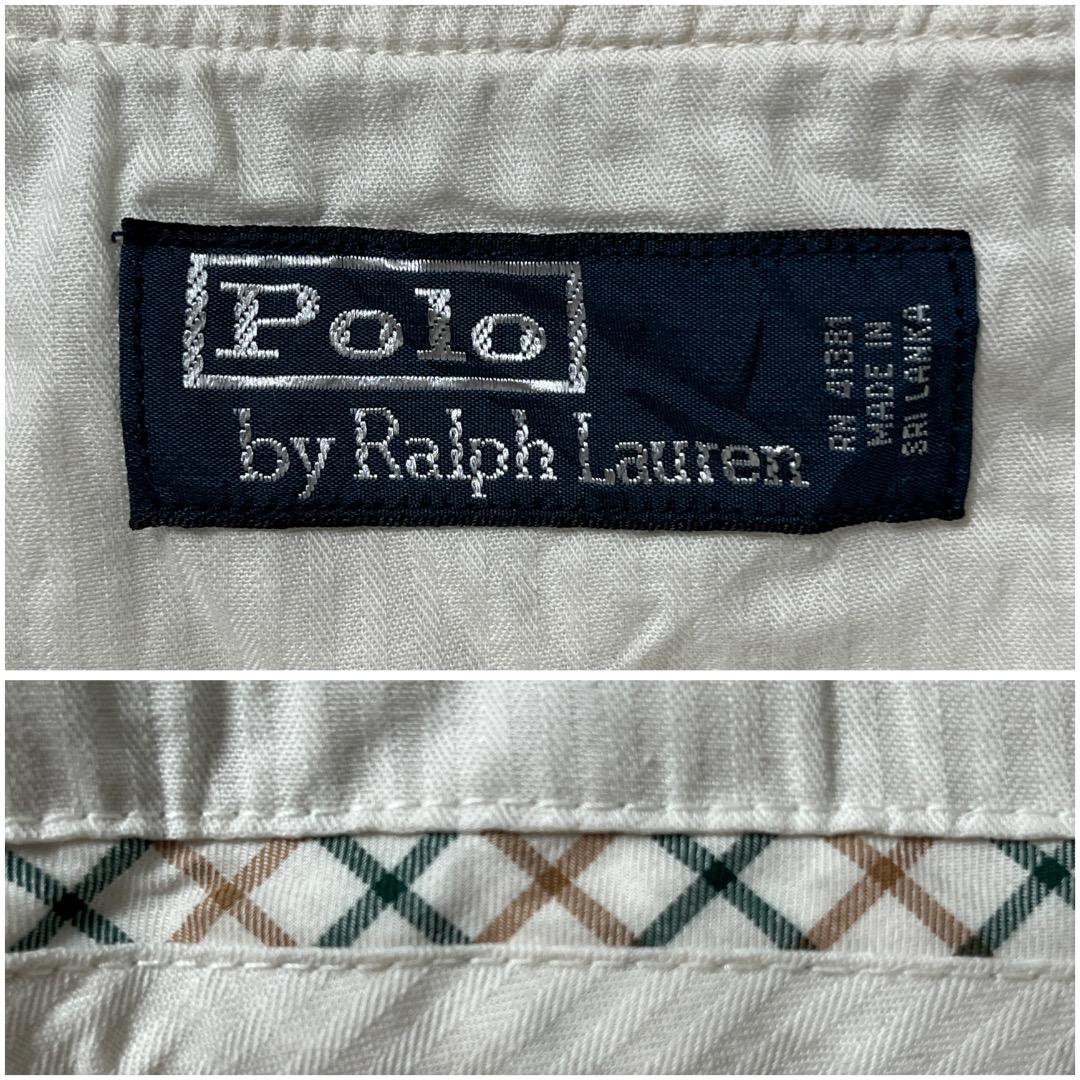 Polo
by Ralph Lauren
RN 41381
MADE IN
SRI LANKA